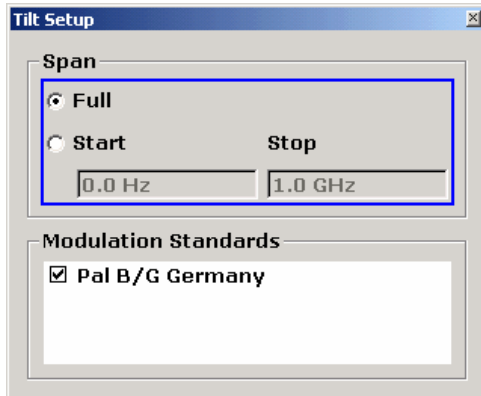 Tilt Setup
Span
Full
Start Stop
0.0 Hz 1.0 GHz
Modulation Standards
Pal B/G Germany